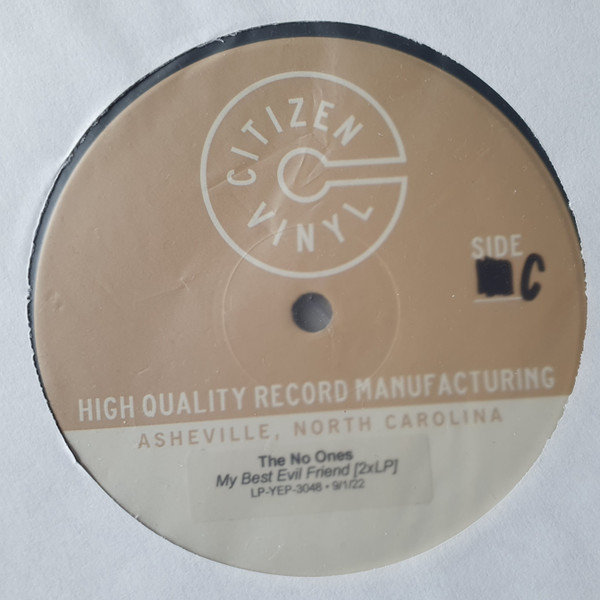 CITIZEN
VINYL
SIDE
C
HIGH QUALITY RECORD MANUFACTURING
ASHEVILLE, NORTH CAROLINA
The No Ones
My Best Evil Friend [2xLP]
LP-YEP-3048 • 9/1/22